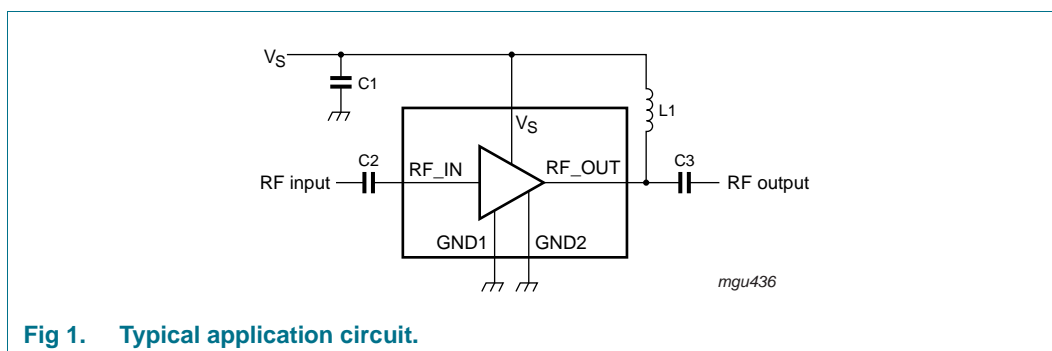 VS
C1
L1
VS
C2
RF_IN
RF_OUT
C3
RF input
RF output
GND1
GND2
mgu436
Fig 1. Typical application circuit.